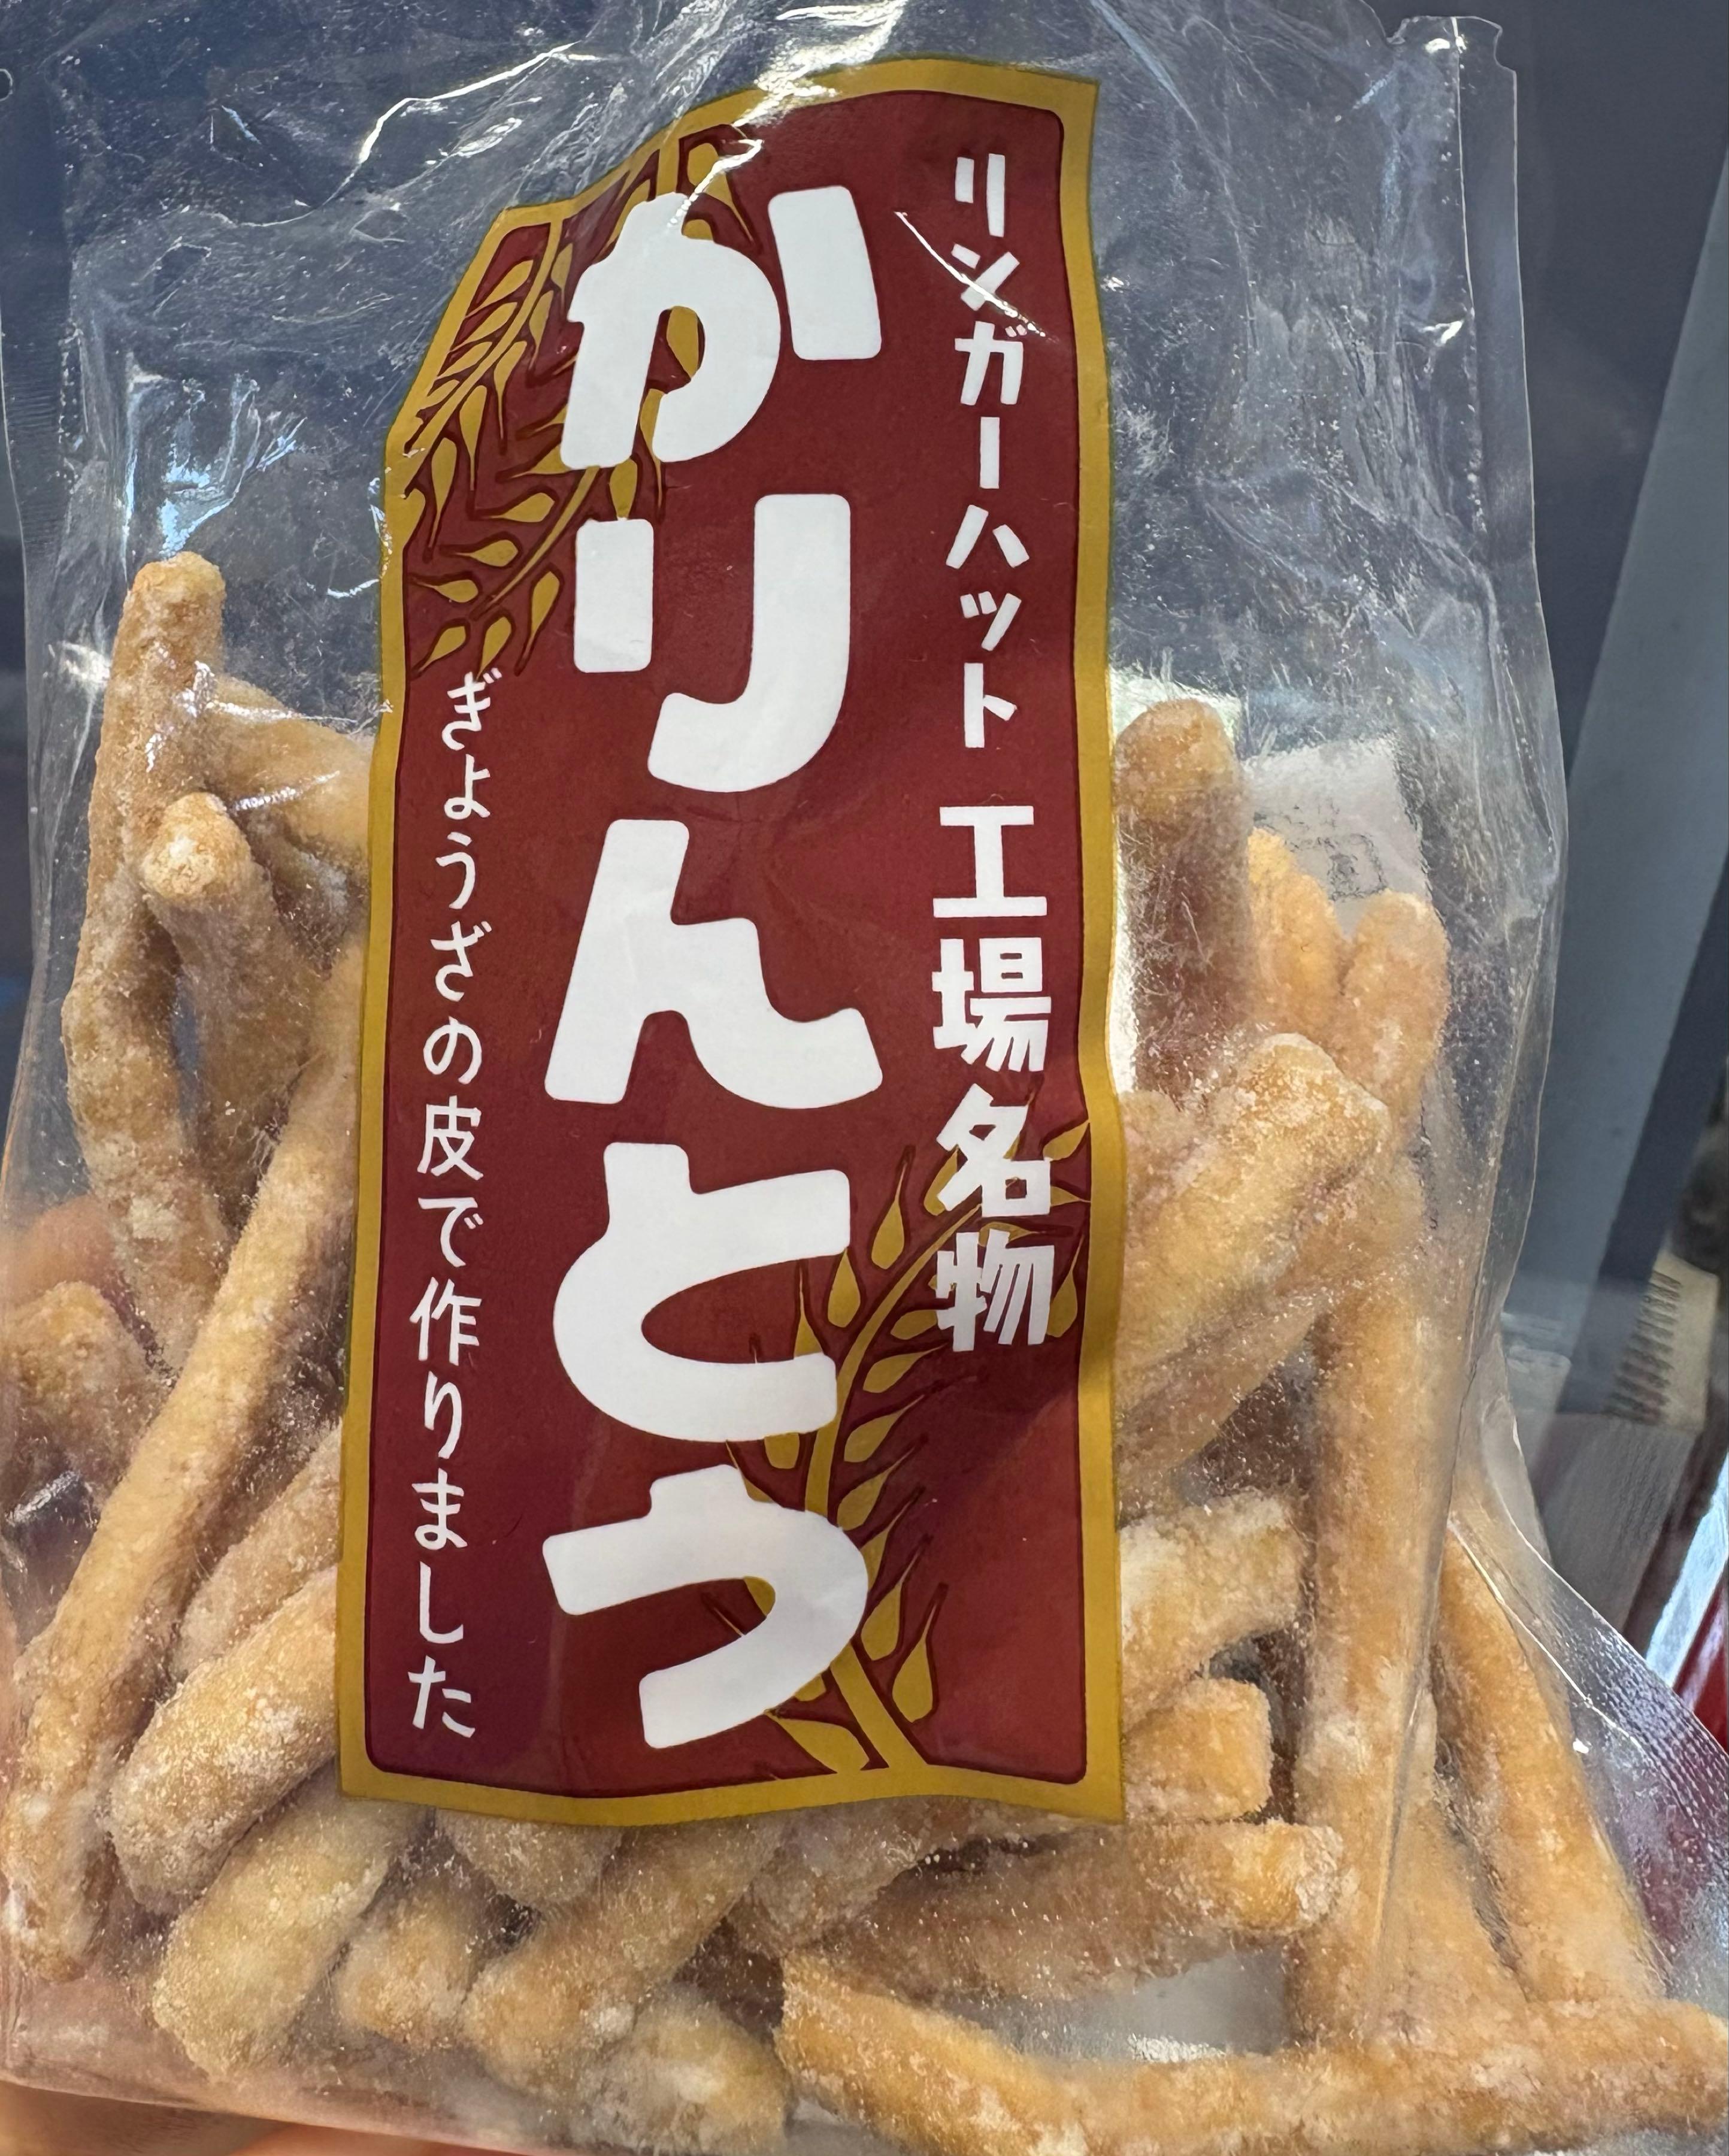 リンガーハット 工場名物
かりんとう
ぎょうざの皮で作りました